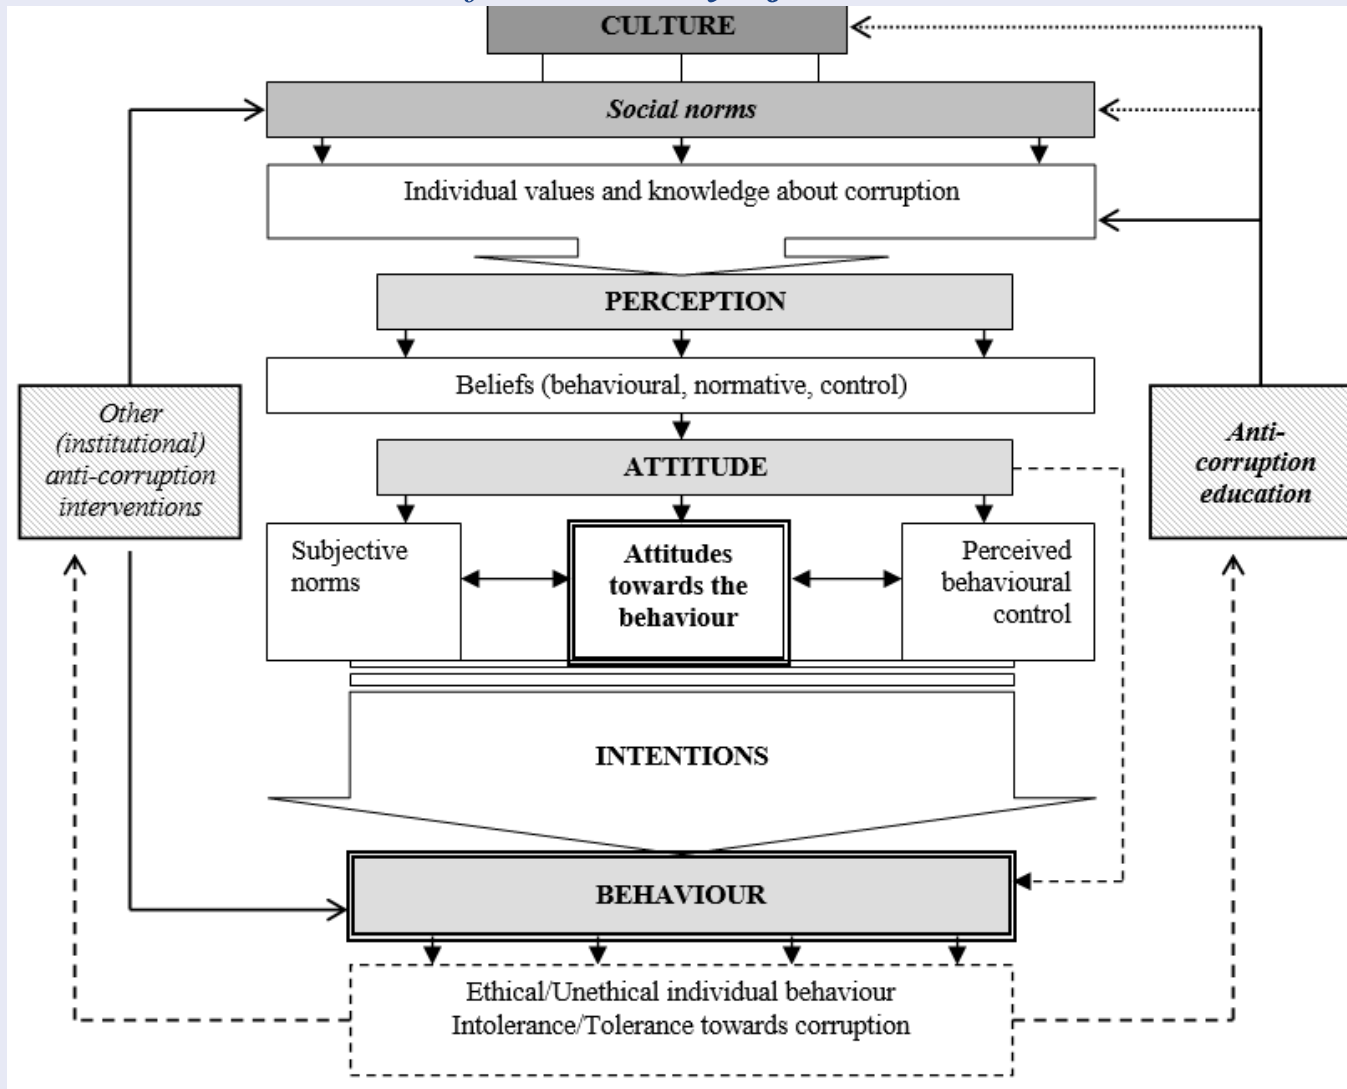 CULTURE
Social norms
Individual values and knowledge about corruption
PERCEPTION
Beliefs (behavioural, normative, control)
Other
(institutional)
anti-corruption
interventions
Anti-
corruption
education
ATTITUDE
Subjective
norms
Attitudes
towards the
behaviour
Perceived
behavioural
control
INTENTIONS
BEHAVIOUR
Ethical/Unethical individual behaviour
Intolerance/Tolerance towards corruption